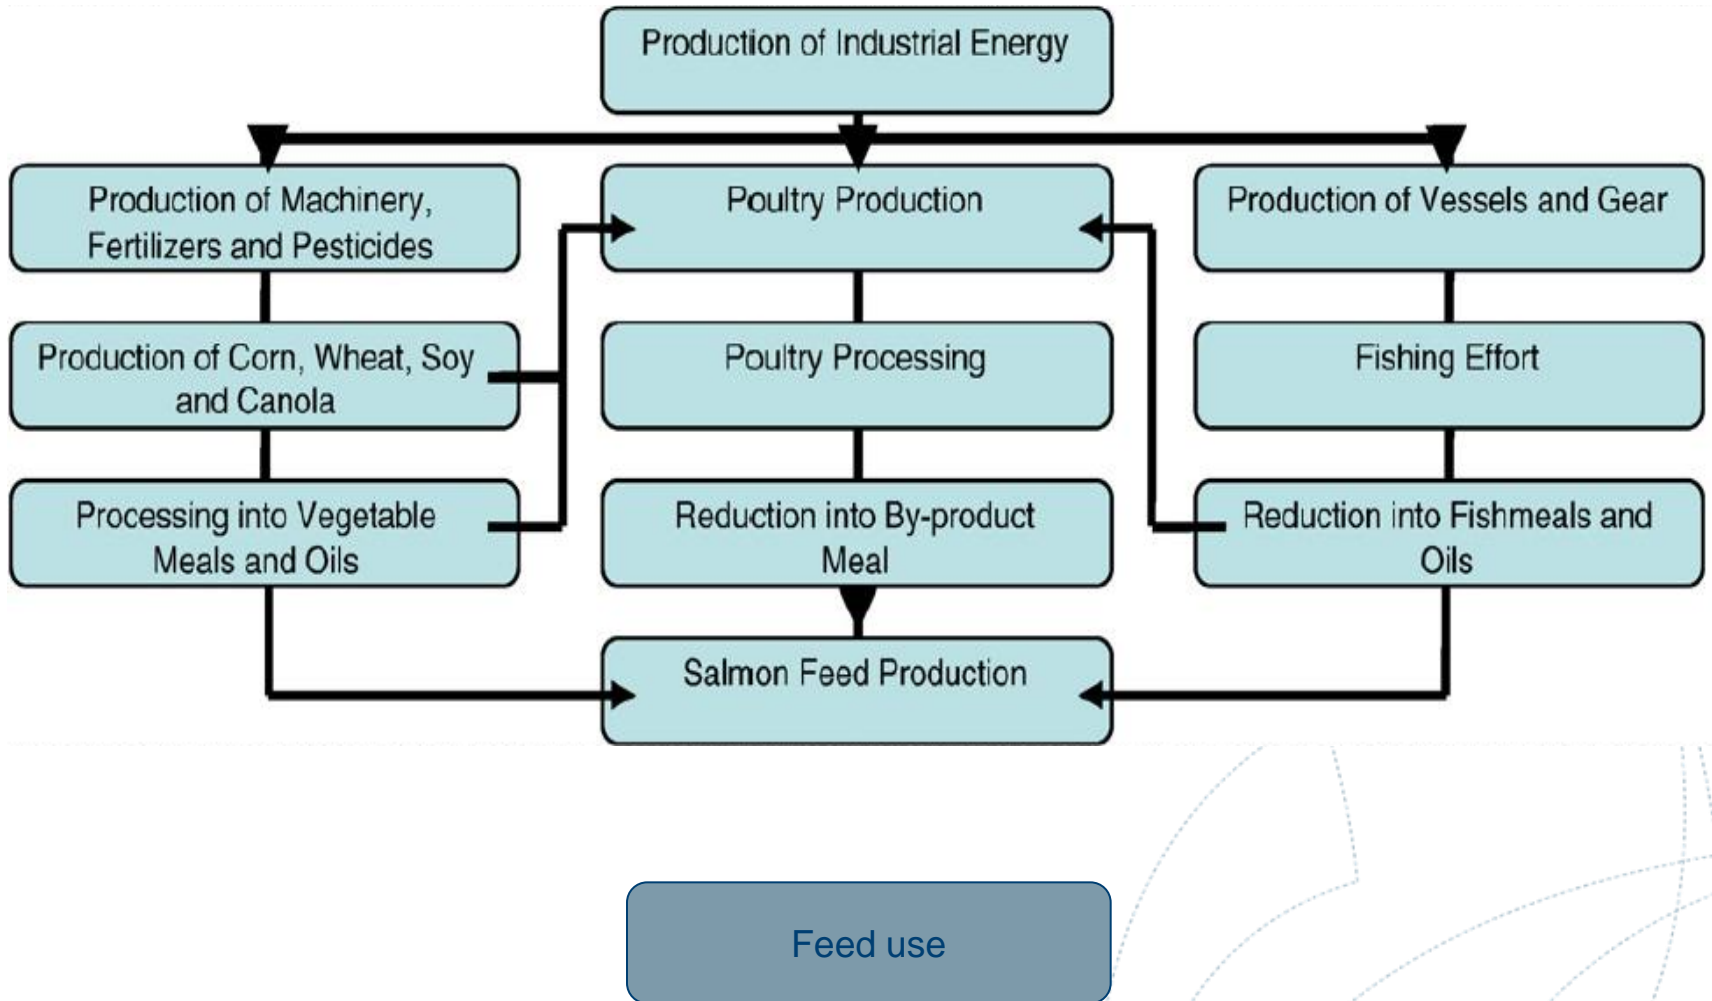 Production of Industrial Energy
Production of Machinery,
Fertilizers and Pesticides
Poultry Production
Production of Vessels and Gear
Production of Corn, Wheat, Soy
and Canola
Poultry Processing
Fishing Effort
Processing into Vegetable
Meals and Oils
Reduction into By-product
Meal
Reduction into Fishmeals and
Oils
Salmon Feed Production
Feed use